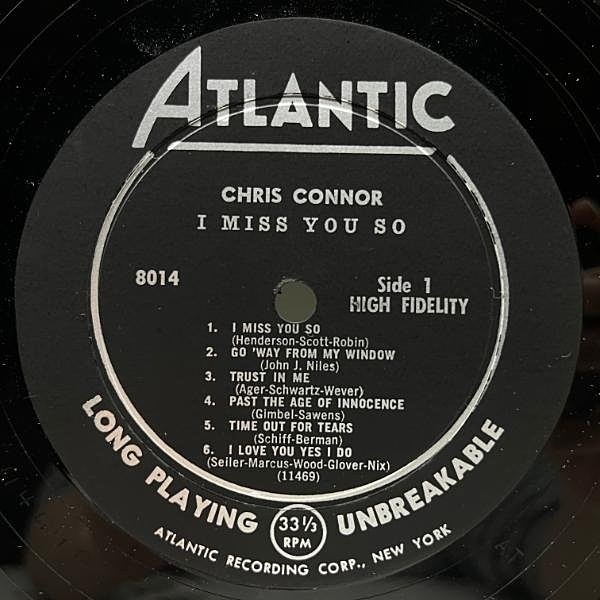 ATLANTIC
CHRIS CONNOR
I MISS YOU SO
8014
Side 1
HIGH FIDELITY
1. I MISS YOU SO
(Henderson-Scott-Robin)
2. GO 'WAY FROM MY WINDOW
(John J. Niles)
3. TRUST IN ME
(Ager-Schwartz-Wever)
4. PAST THE AGE OF INNOCENCE
(Gimbel-Sawens)
5. TIME OUT FOR TEARS
(Schiff-Berman)
6. I LOVE YOU YES I DO
(Seiler-Marcus-Wood-Glover-Nix)
(11469)
LONG PLAYING 33 1/3 RPM UNBREAKABLE
ATLANTIC RECORDING CORP., NEW YORK